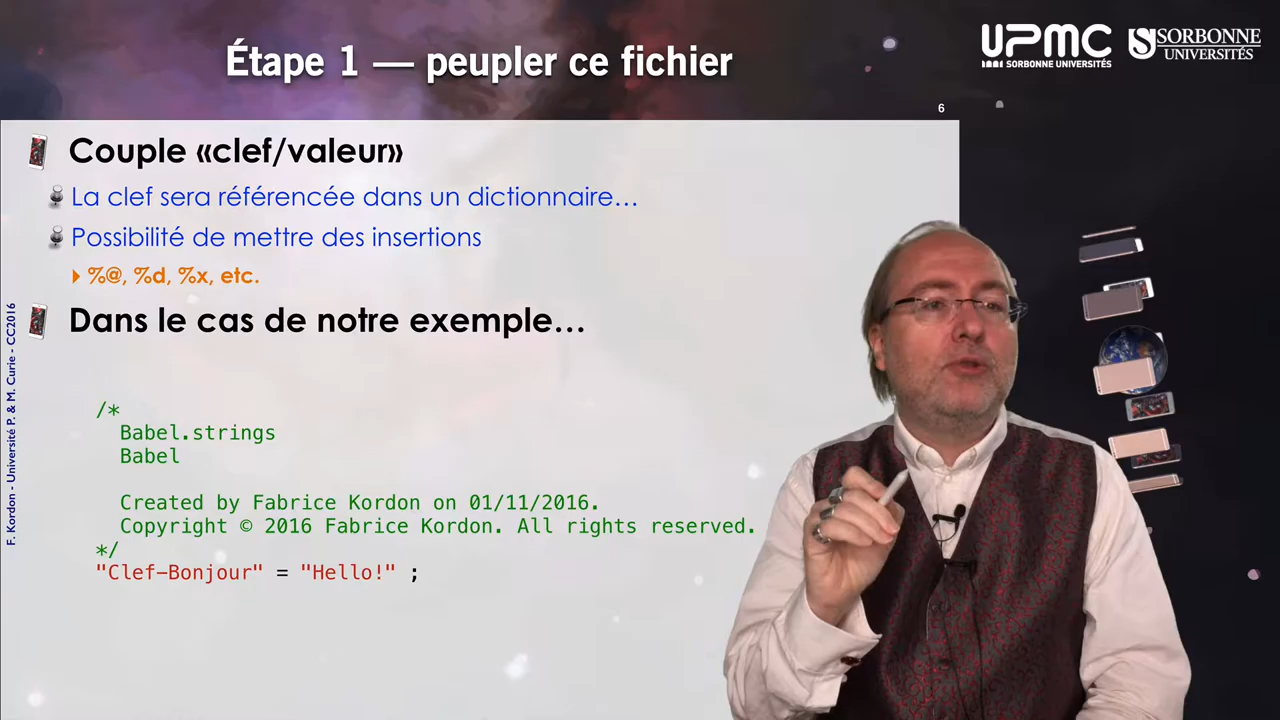 Étape 1 — peupler ce fichier
UPMC
SORBONNE UNIVERSITÉS
SORBONNE
UNIVERSITÉS
6
Couple «clef/valeur»
La clef sera référencée dans un dictionnaire…
Possibilité de mettre des insertions
%@, %d, %x, etc.
Dans le cas de notre exemple…
/*
Babel.strings
Babel
Created by Fabrice Kordon on 01/11/2016.
Copyright © 2016 Fabrice Kordon. All rights reserved.
*/
"Clef-Bonjour" = "Hello!" ;
F. Kordon - Université P. & M. Curie - CC2016